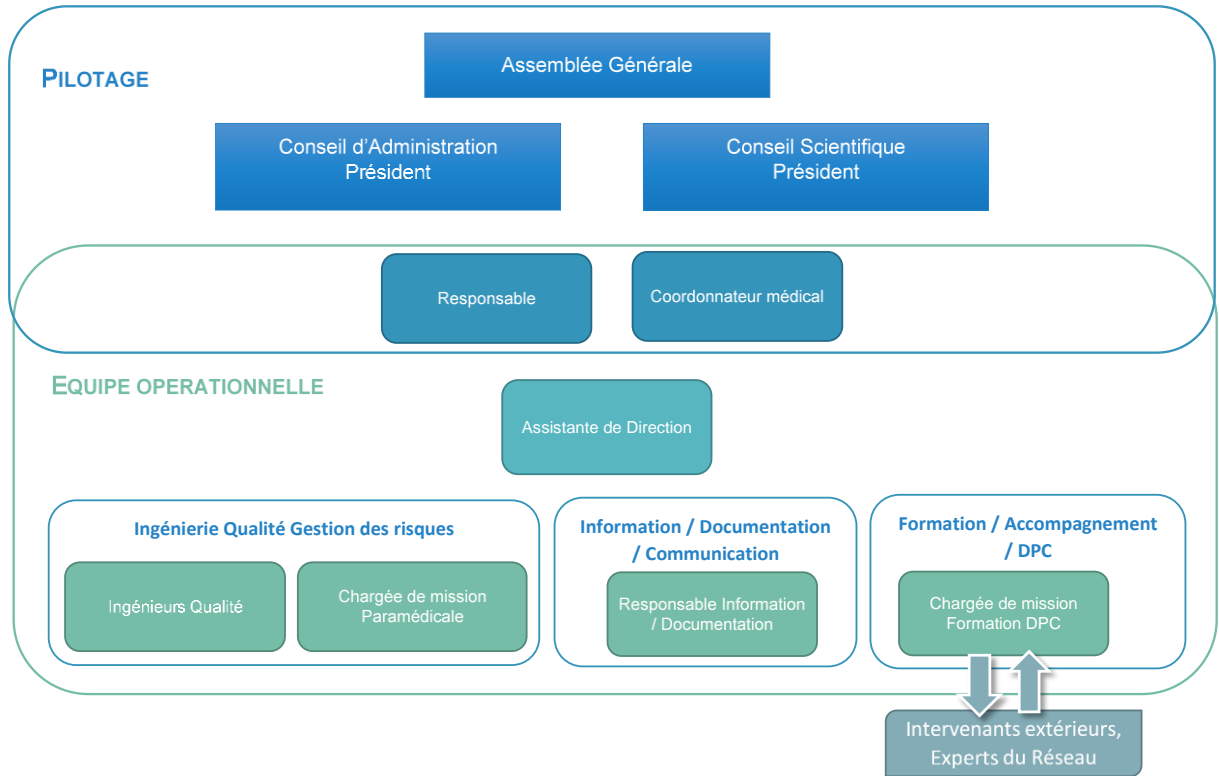 PILOTAGE
Assemblée Générale
Conseil d'Administration
Président
Conseil Scientifique
Président
Responsable
Coordonnateur médical
EQUIPE OPERATIONNELLE
Assistante de Direction
Ingénierie Qualité Gestion des risques
Ingénieurs Qualité
Chargée de mission
Paramédicale
Information / Documentation
/ Communication
Responsable Information
/ Documentation
Formation / Accompagnement
/ DPC
Chargée de mission
Formation DPC
Intervenants extérieurs,
Experts du Réseau